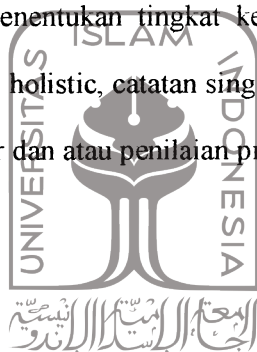 enentukan tingkat ke
ISLAM
holistic, catatan sing
UNIVERSITAS
INDONESIA
r dan atau penilaian pr